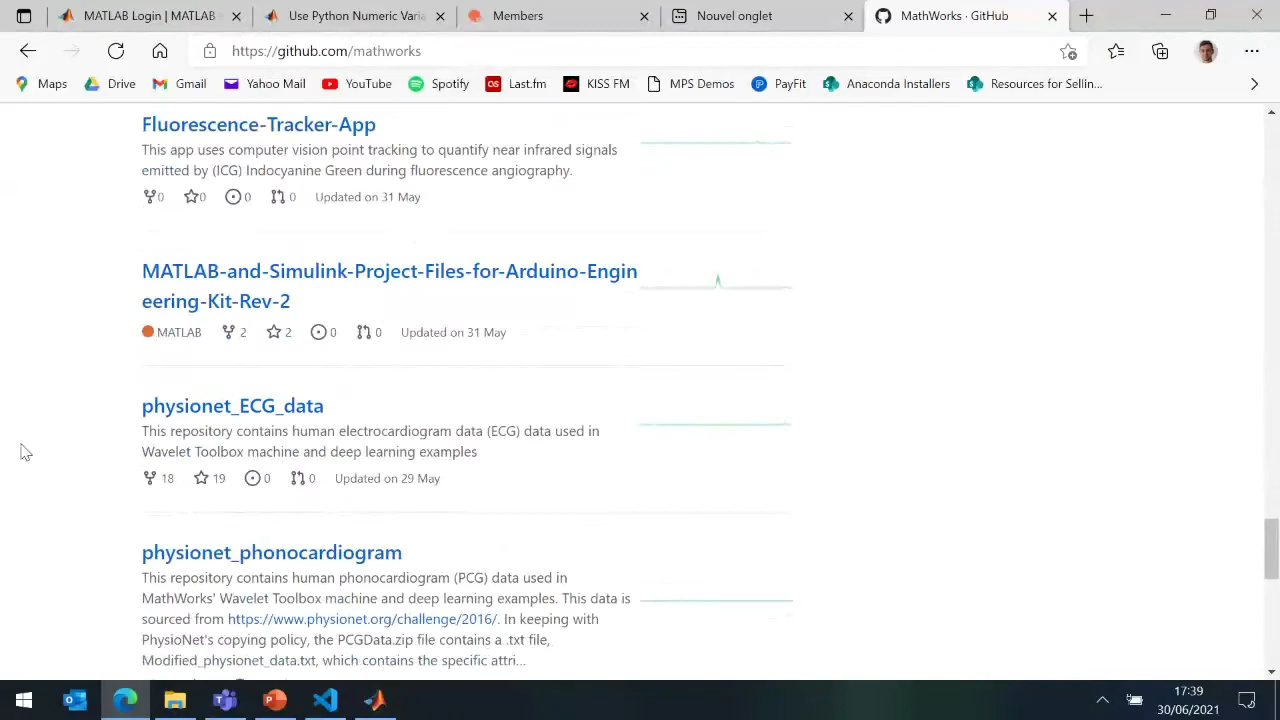 MATLAB Login | MATLAB
Use Python Numeric Varia
Members
Nouvel onglet
MathWorks · GitHub
https://github.com/mathworks
Maps
Drive
Gmail
Yahoo Mail
YouTube
Spotify
Last.fm
KISS FM
MPS Demos
PayFit
Anaconda Installers
Resources for Sellin...
Fluorescence-Tracker-App
This app uses computer vision point tracking to quantify near infrared signals
emitted by (ICG) Indocyanine Green during fluorescence angiography.
0 0 0 0 Updated on 31 May
MATLAB-and-Simulink-Project-Files-for-Arduino-Engin
eering-Kit-Rev-2
MATLAB 2 2 0 0 Updated on 31 May
physionet_ECG_data
This repository contains human electrocardiogram data (ECG) data used in
Wavelet Toolbox machine and deep learning examples
18 19 0 0 Updated on 29 May
physionet_phonocardiogram
This repository contains human phonocardiogram (PCG) data used in
MathWorks' Wavelet Toolbox machine and deep learning examples. This data is
sourced from https://www.physionet.org/challenge/2016/. In keeping with
PhysioNet's copying policy, the PCGData.zip file contains a .txt file,
Modified_physionet_data.txt, which contains the specific attri...
17:39
30/06/2021